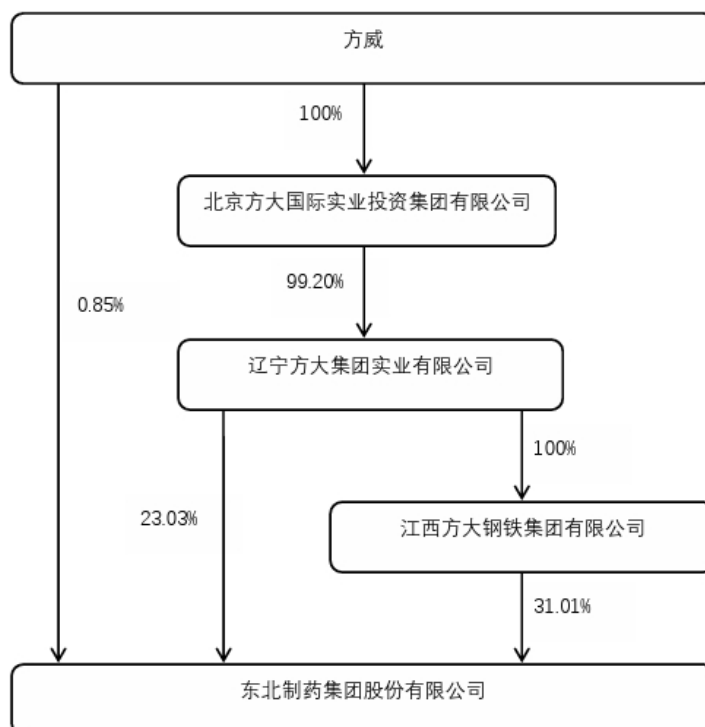 方威
100%
北京方大国际实业投资集团有限公司
99.20%
0.85%
辽宁方大集团实业有限公司
100%
23.03%
江西方大钢铁集团有限公司
31.01%
东北制药集团股份有限公司